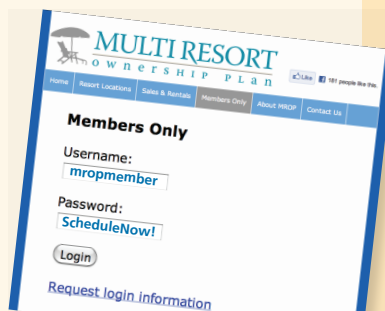 MULTI RESORT
OWNERSHIP PLAN
Like 181 people like this.
Home Resort Locations Sales & Rentals Members Only About MROP Contact Us
Members Only
Username:
mropmember
Password:
ScheduleNow!
Login
Request login information